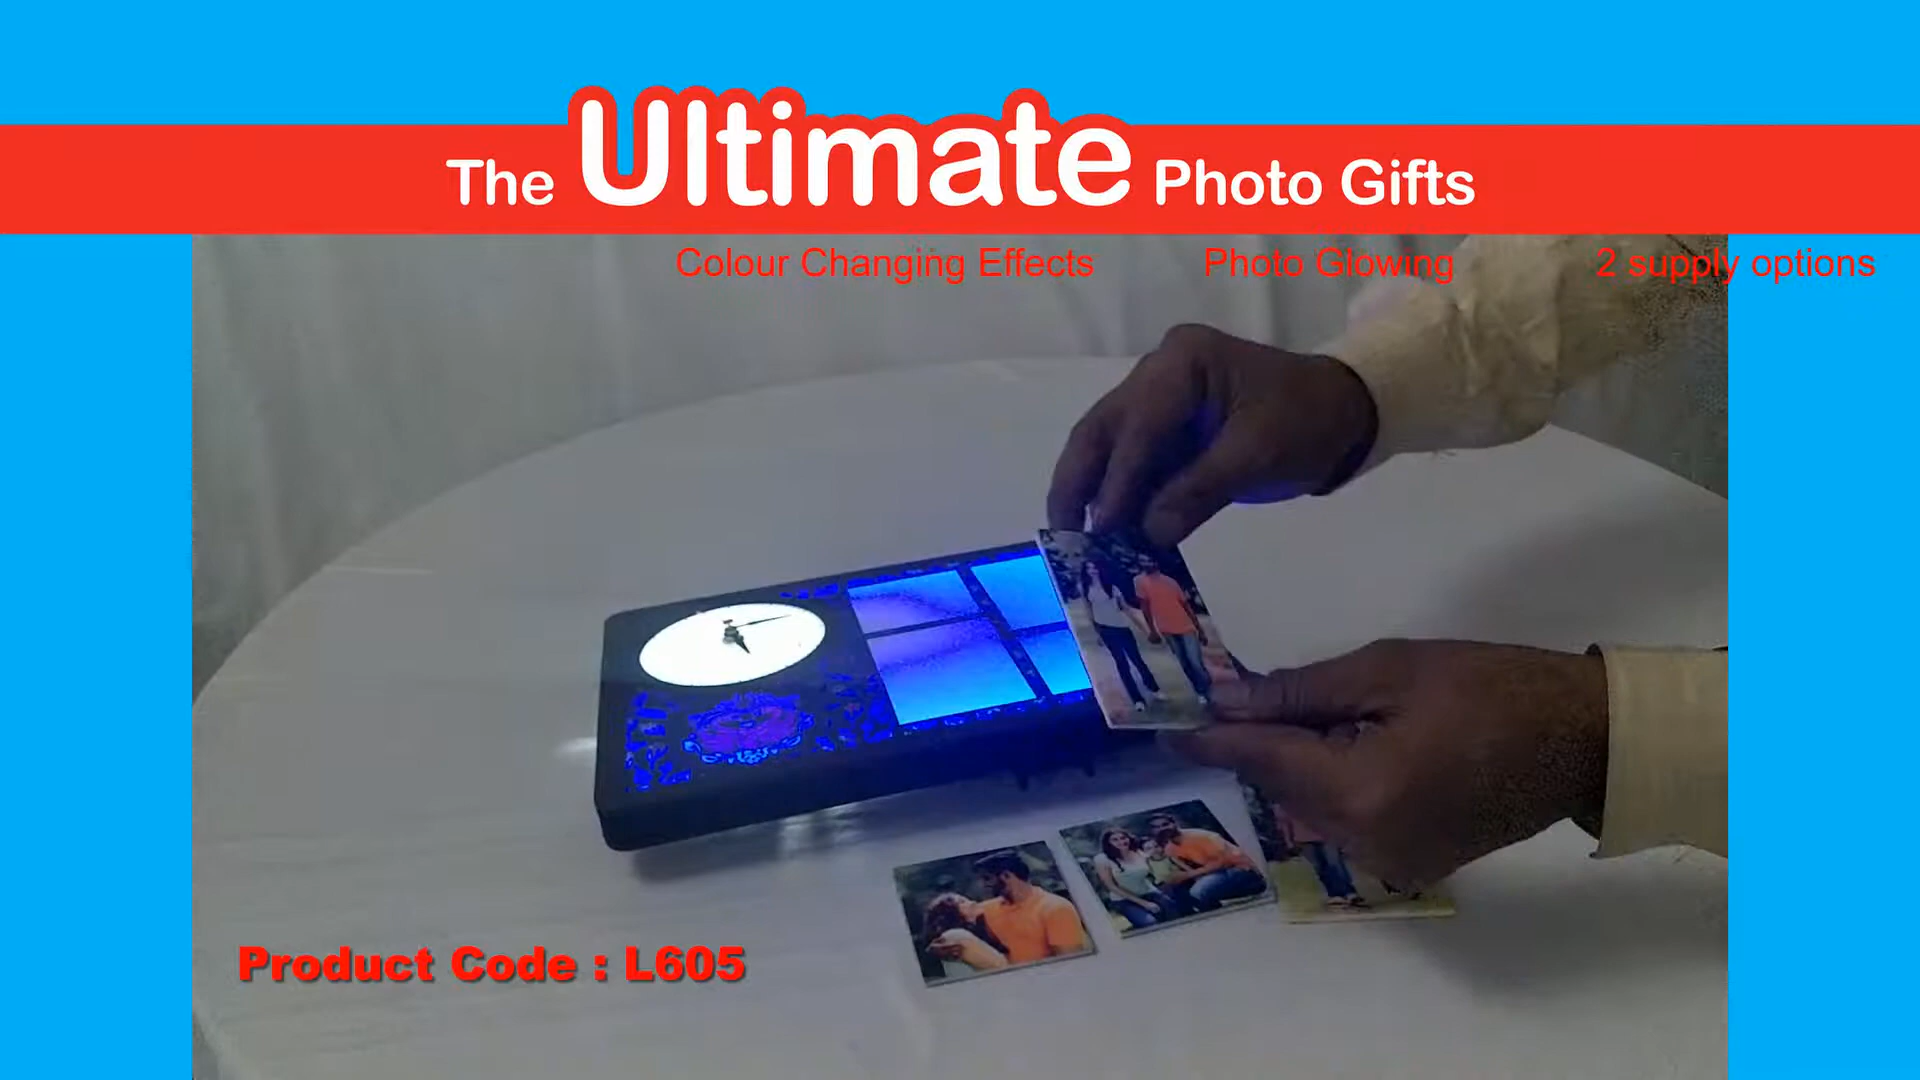 The Ultimate Photo Gifts
Colour Changing Effects Photo Glowing 2 supply options
Product Code : L605